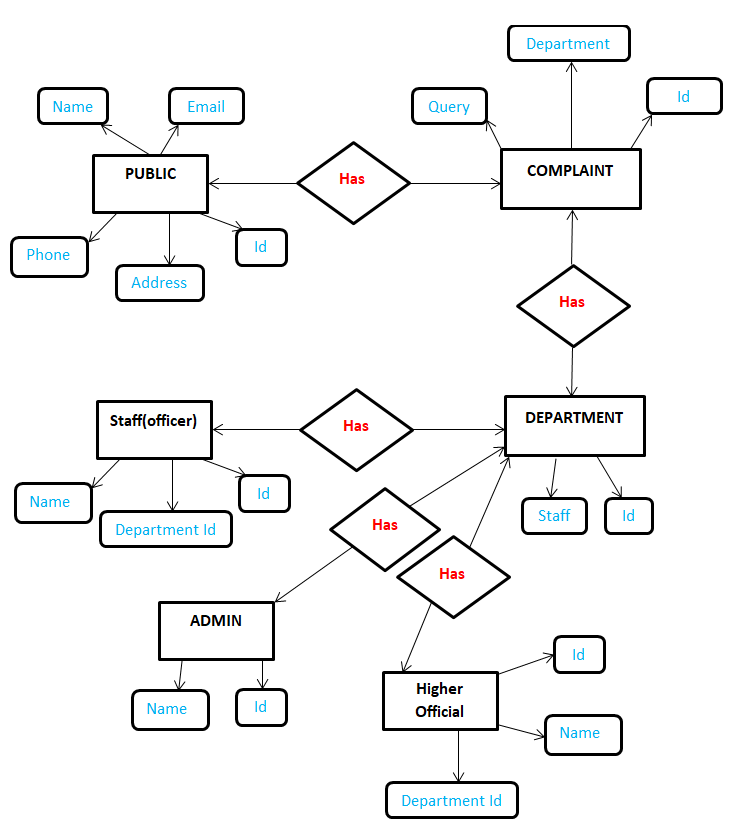 Department
Name
Email
Query
Id
PUBLIC
Has
COMPLAINT
Phone
Address
Id
Has
Staff(officer)
Has
DEPARTMENT
Name
Department Id
Id
Has
Staff
Id
Has
ADMIN
Name
Id
Higher
Official
Id
Name
Department Id